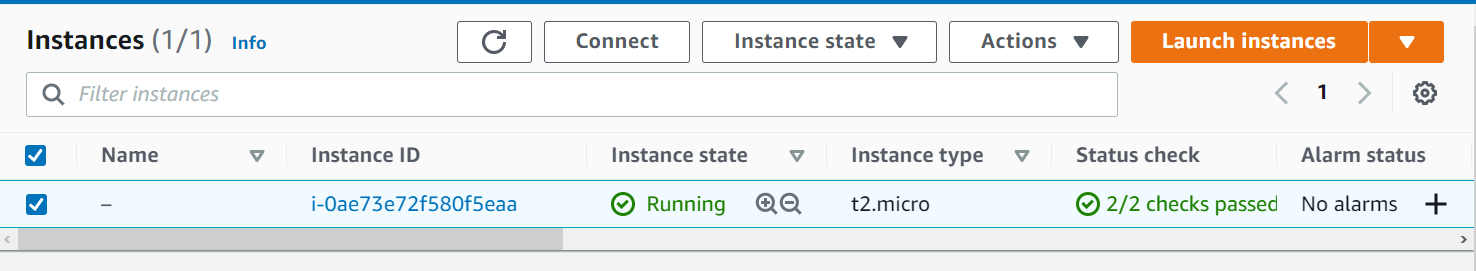 Instances (1/1) Info Connect Instance state Actions Launch instances
Filter instances 1
Name Instance ID Instance state Instance type Status check Alarm status
– i-0ae73e72f580f5eaa Running t2.micro 2/2 checks passed No alarms